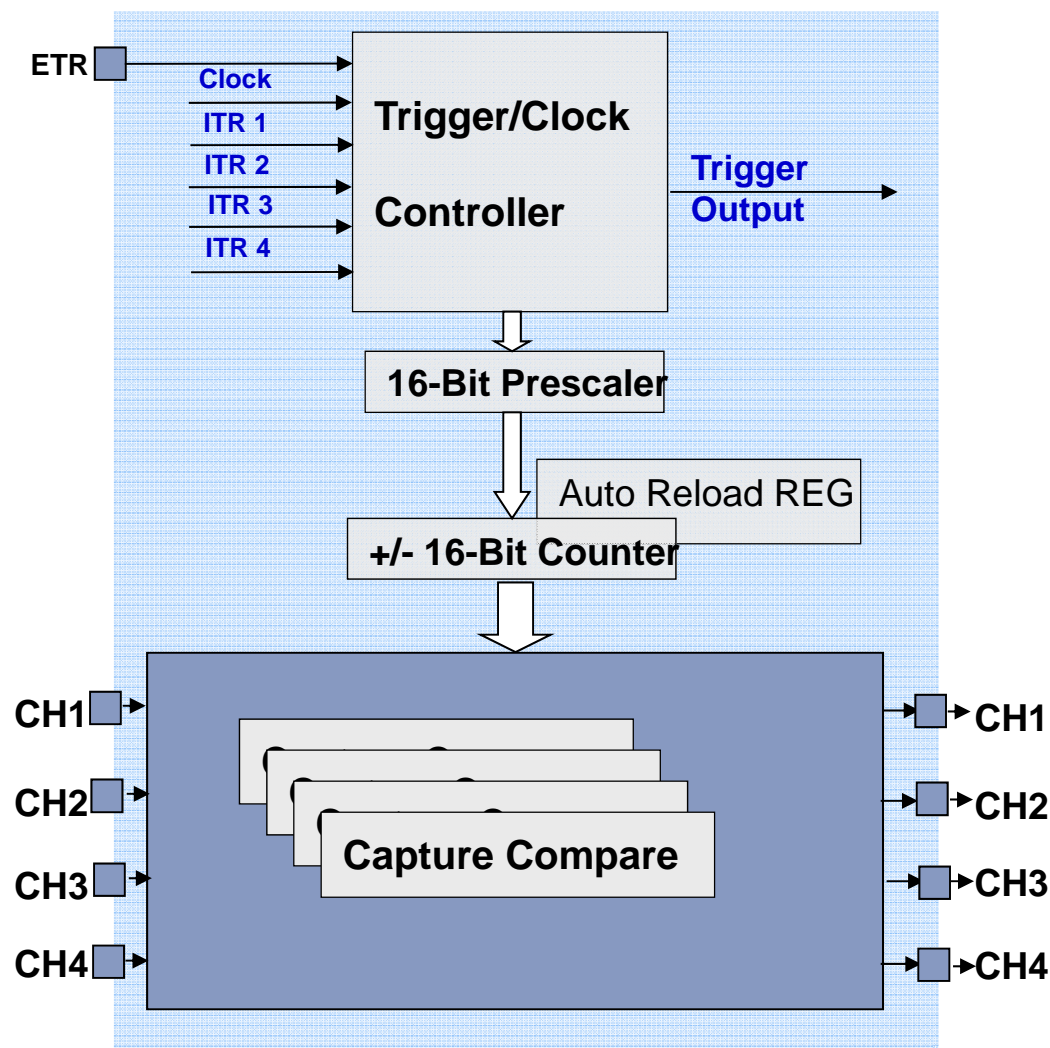 ETR
Clock
ITR 1
ITR 2
ITR 3
ITR 4
Trigger/Clock
Controller
Trigger
Output
16-Bit Prescaler
Auto Reload REG
+/- 16-Bit Counter
CH1
CH2
CH3
CH4
Capture Compare
CH1
CH2
CH3
CH4